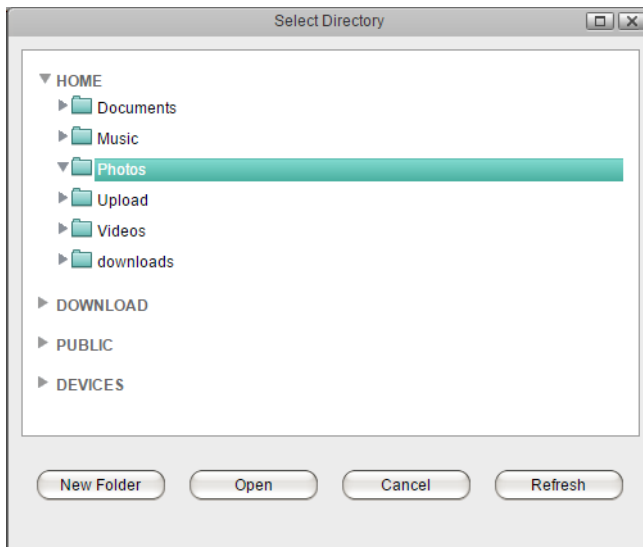 Select Directory
HOME
Documents
Music
Photos
Upload
Videos
downloads
DOWNLOAD
PUBLIC
DEVICES
New Folder Open Cancel Refresh